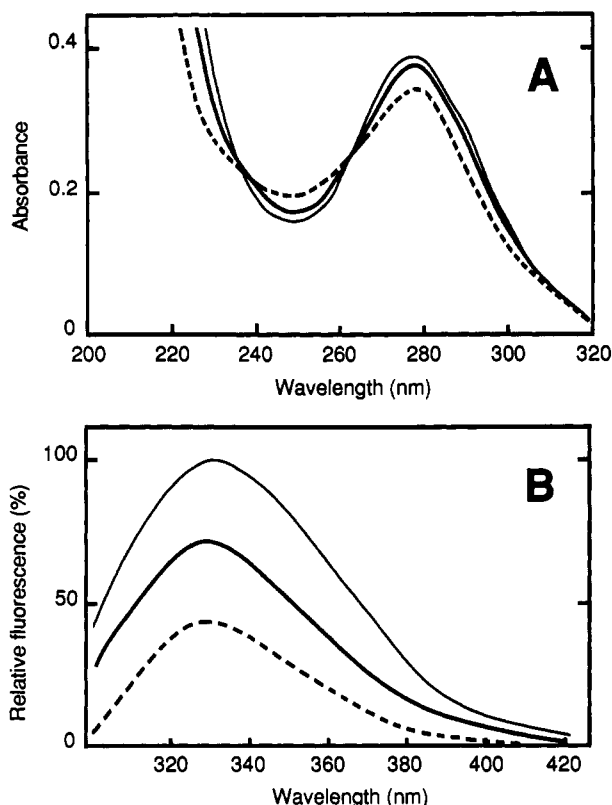 A
0.4
0.2
0
Absorbance
200 220 240 260 280 300 320
Wavelength (nm)
B
100
50
0
Relative fluorescence (%)
320 340 360 380 400 420
Wavelength (nm)